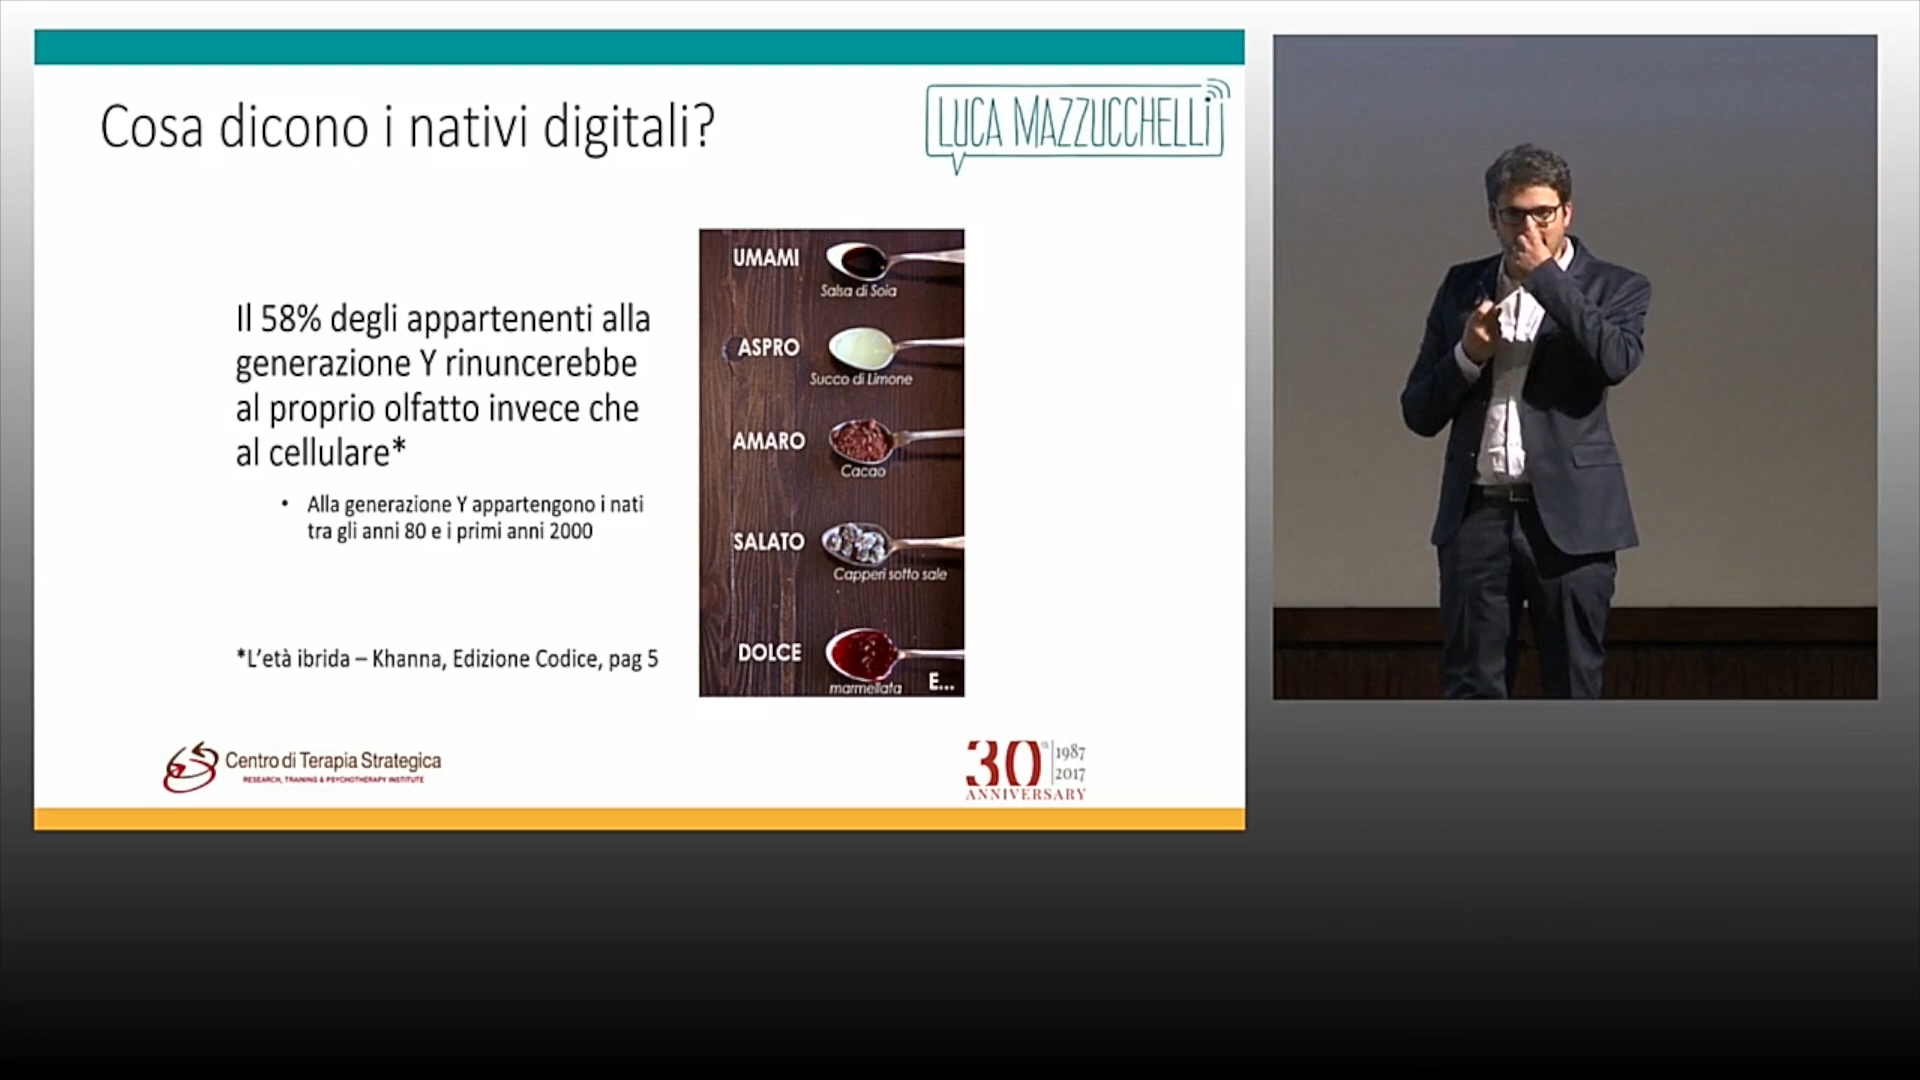 Cosa dicono i nativi digitali?
LUCA MAZZUCCHELLI
Il 58% degli appartenenti alla
generazione Y rinuncerebbe
al proprio olfatto invece che
al cellulare*
• Alla generazione Y appartengono i nati
tra gli anni 80 e i primi anni 2000
*L'età ibrida – Khanna, Edizione Codice, pag 5
UMAMI
Salsa di Soia
ASPRO
Succo di Limone
AMARO
Cacao
SALATO
Capperi sotto sale
DOLCE
marmellata
E...
Centro di Terapia Strategica
RESEARCH, TRAINING & PSYCHOTHERAPY INSTITUTE
30th 1987
2017
ANNIVERSARY